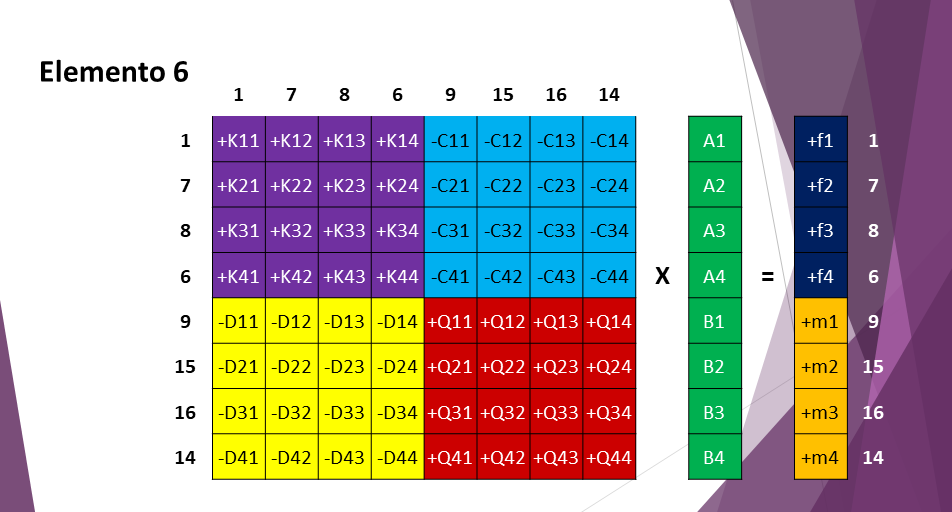 Elemento 6
1 7 8 6 9 15 16 14
1 +K11 +K12 +K13 +K14 -C11 -C12 -C13 -C14 A1 +f1 1
7 +K21 +K22 +K23 +K24 -C21 -C22 -C23 -C24 A2 +f2 7
8 +K31 +K32 +K33 +K34 -C31 -C32 -C33 -C34 A3 +f3 8
6 +K41 +K42 +K43 +K44 -C41 -C42 -C43 -C44 X A4 = +f4 6
9 -D11 -D12 -D13 -D14 +Q11 +Q12 +Q13 +Q14 B1 +m1 9
15 -D21 -D22 -D23 -D24 +Q21 +Q22 +Q23 +Q24 B2 +m2 15
16 -D31 -D32 -D33 -D34 +Q31 +Q32 +Q33 +Q34 B3 +m3 16
14 -D41 -D42 -D43 -D44 +Q41 +Q42 +Q43 +Q44 B4 +m4 14